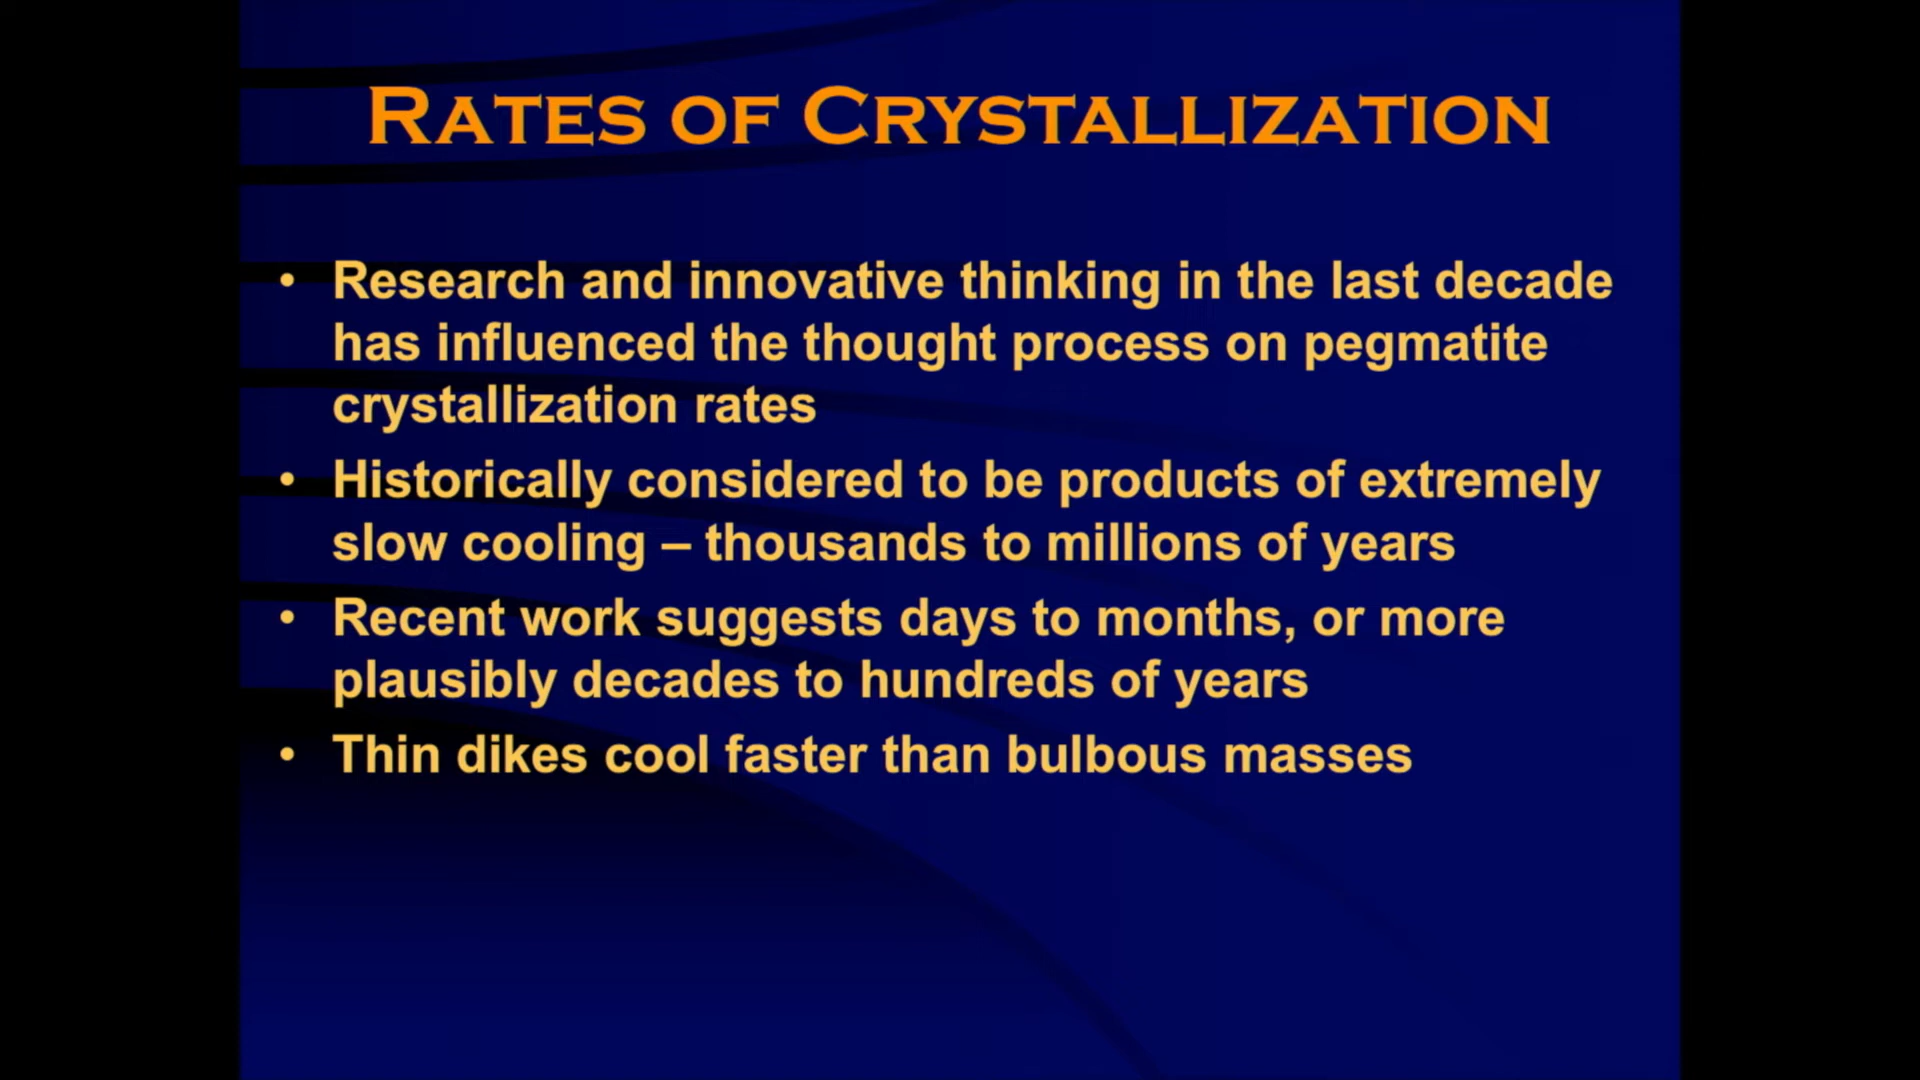 Rates of Crystallization
• Research and innovative thinking in the last decade
has influenced the thought process on pegmatite
crystallization rates
• Historically considered to be products of extremely
slow cooling – thousands to millions of years
• Recent work suggests days to months, or more
plausibly decades to hundreds of years
• Thin dikes cool faster than bulbous masses